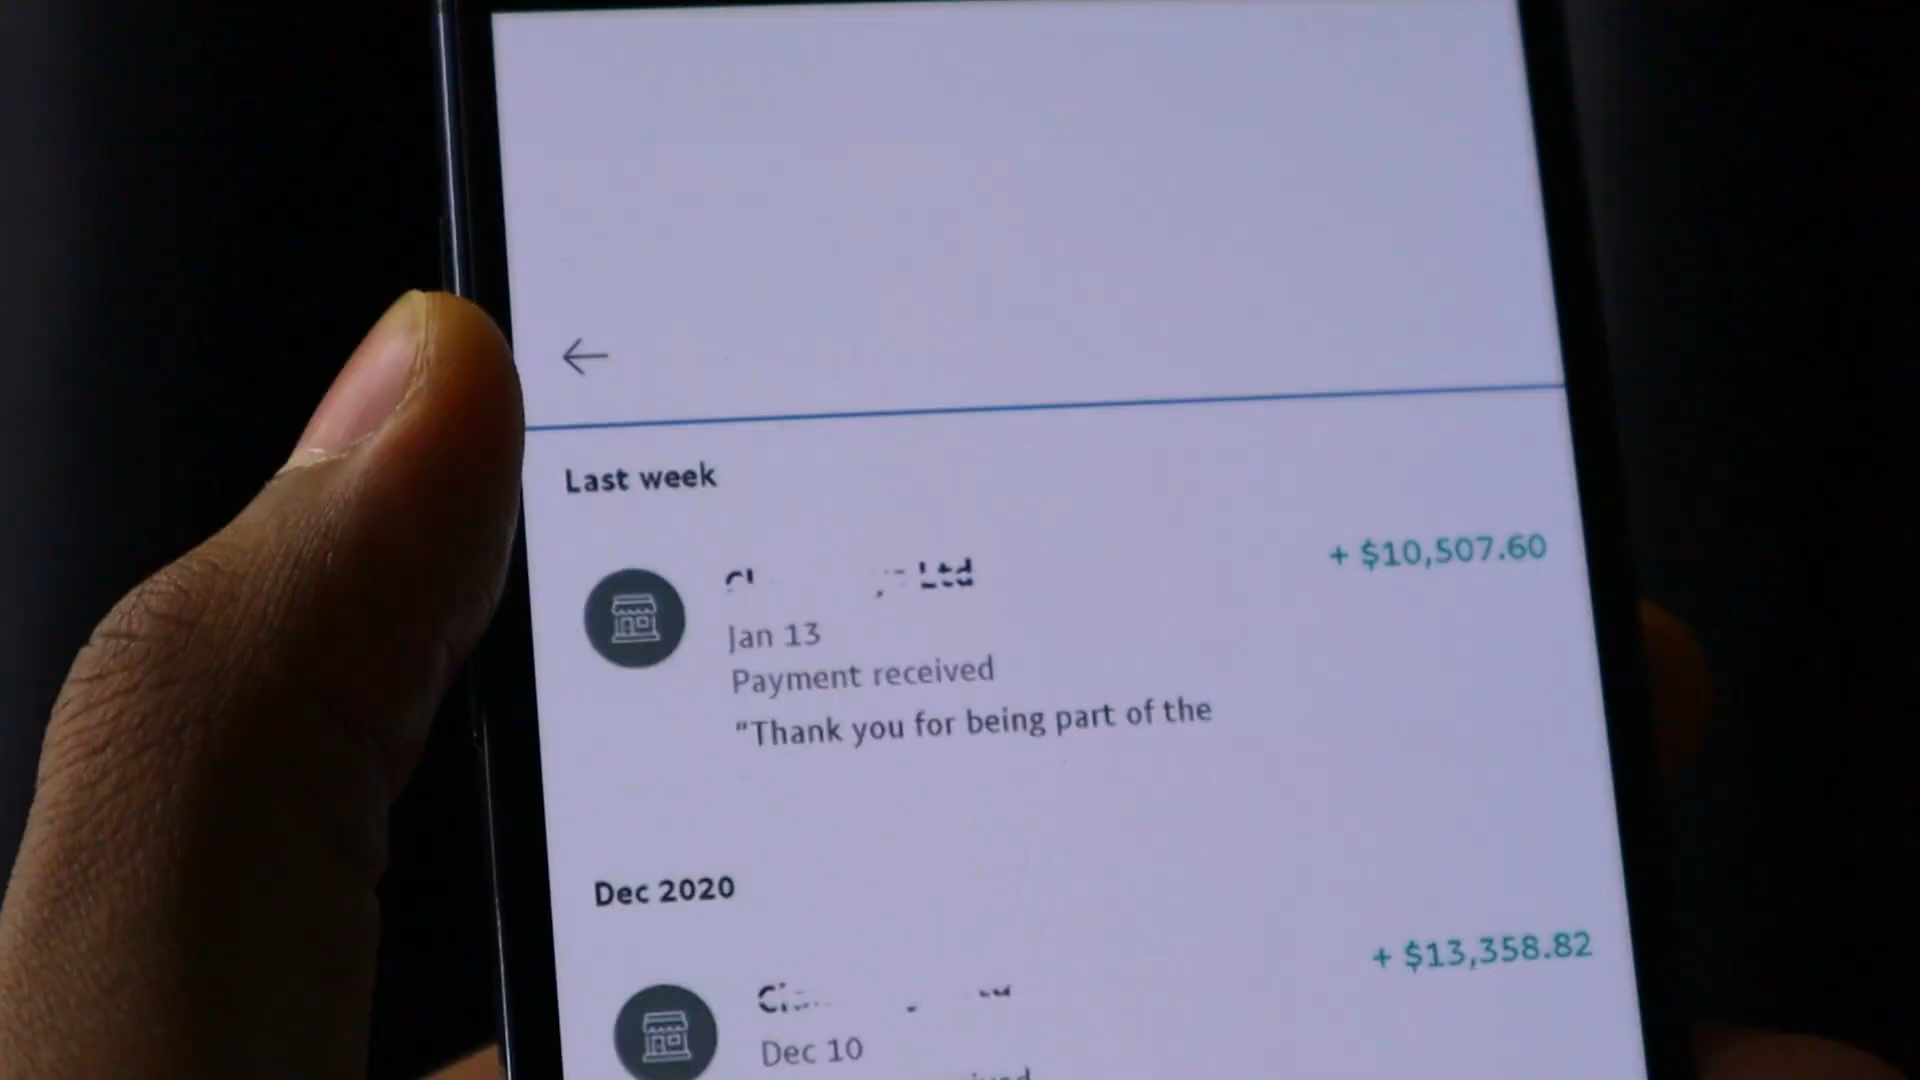 Last week
Ltd
+ $10,507.60
Jan 13
Payment received
"Thank you for being part of the
Dec 2020
+ $13,358.82
Dec 10